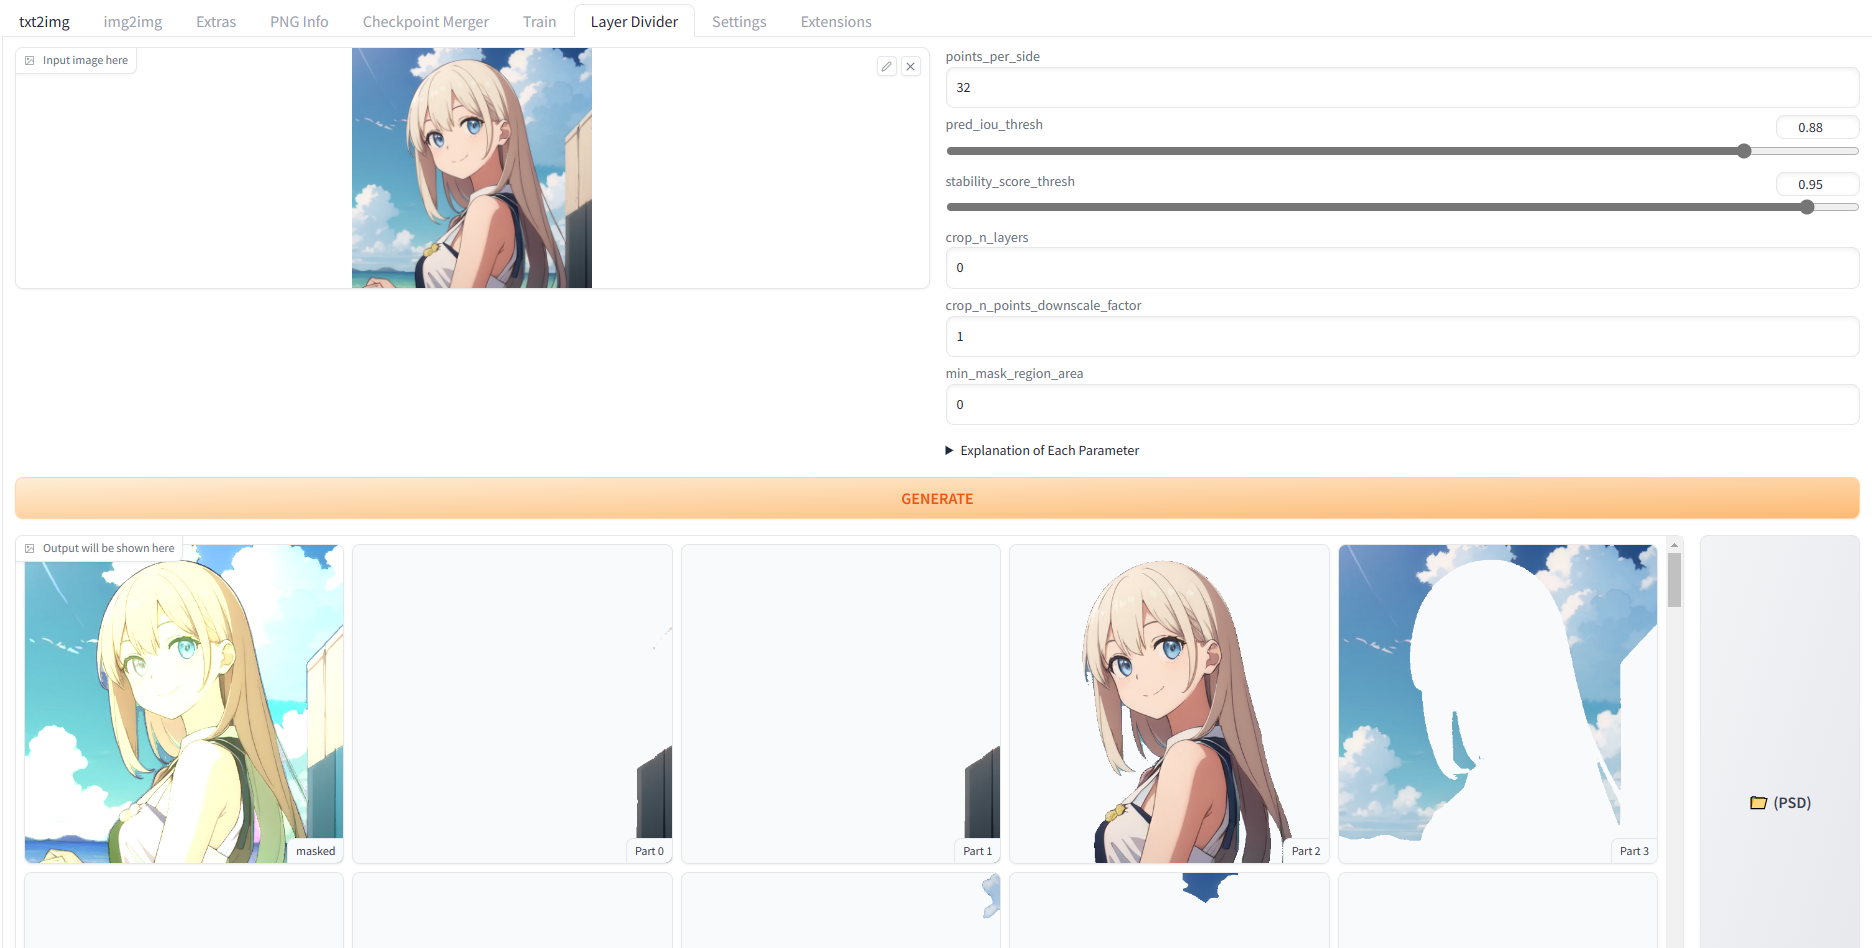 txt2img img2img Extras PNG Info Checkpoint Merger Train Layer Divider Settings Extensions
Input image here
points_per_side
32
pred_iou_thresh
0.88
stability_score_thresh
0.95
crop_n_layers
0
crop_n_points_downscale_factor
1
min_mask_region_area
0
Explanation of Each Parameter
GENERATE
Output will be shown here
masked
Part 0
Part 1
Part 2
Part 3
(PSD)